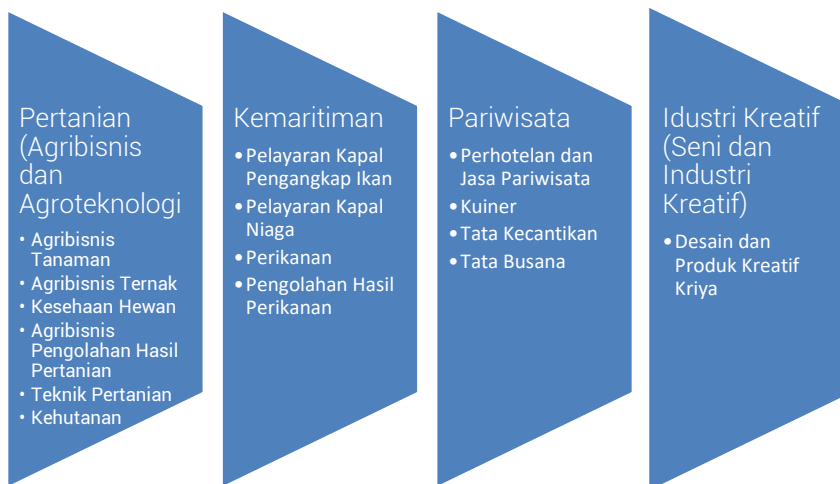 Pertanian
(Agribisnis
dan
Agroteknologi
• Agribisnis
Tanaman
• Agribisnis Ternak
• Kesehaan Hewan
• Agribisnis
Pengolahan Hasil
Pertanian
• Teknik Pertanian
• Kehutanan
Kemaritiman
• Pelayaran Kapal
Pengangkap Ikan
• Pelayaran Kapal
Niaga
• Perikanan
• Pengolahan Hasil
Perikanan
Pariwisata
• Perhotelan dan
Jasa Pariwisata
• Kuiner
• Tata Kecantikan
• Tata Busana
Idustri Kreatif
(Seni dan
Industri
Kreatif)
• Desain dan
Produk Kreatif
Kriya